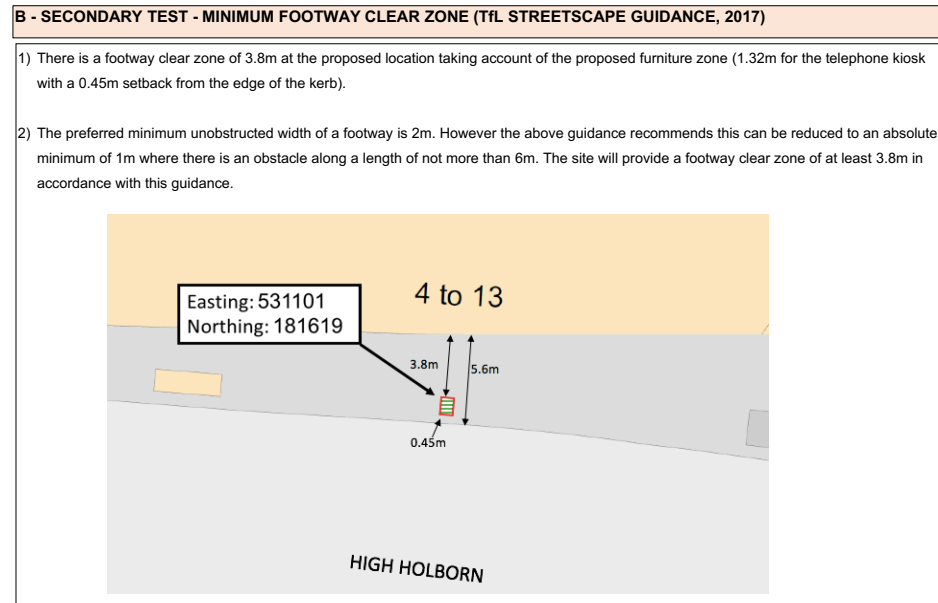 B - SECONDARY TEST - MINIMUM FOOTWAY CLEAR ZONE (TfL STREETSCAPE GUIDANCE, 2017)
1) There is a footway clear zone of 3.8m at the proposed location taking account of the proposed furniture zone (1.32m for the telephone kiosk
with a 0.45m setback from the edge of the kerb).
2) The preferred minimum unobstructed width of a footway is 2m. However the above guidance recommends this can be reduced to an absolute
minimum of 1m where there is an obstacle along a length of not more than 6m. The site will provide a footway clear zone of at least 3.8m in
accordance with this guidance.
4 to 13
Easting: 531101
Northing: 181619
3.8m
5.6m
0.45m
HIGH HOLBORN